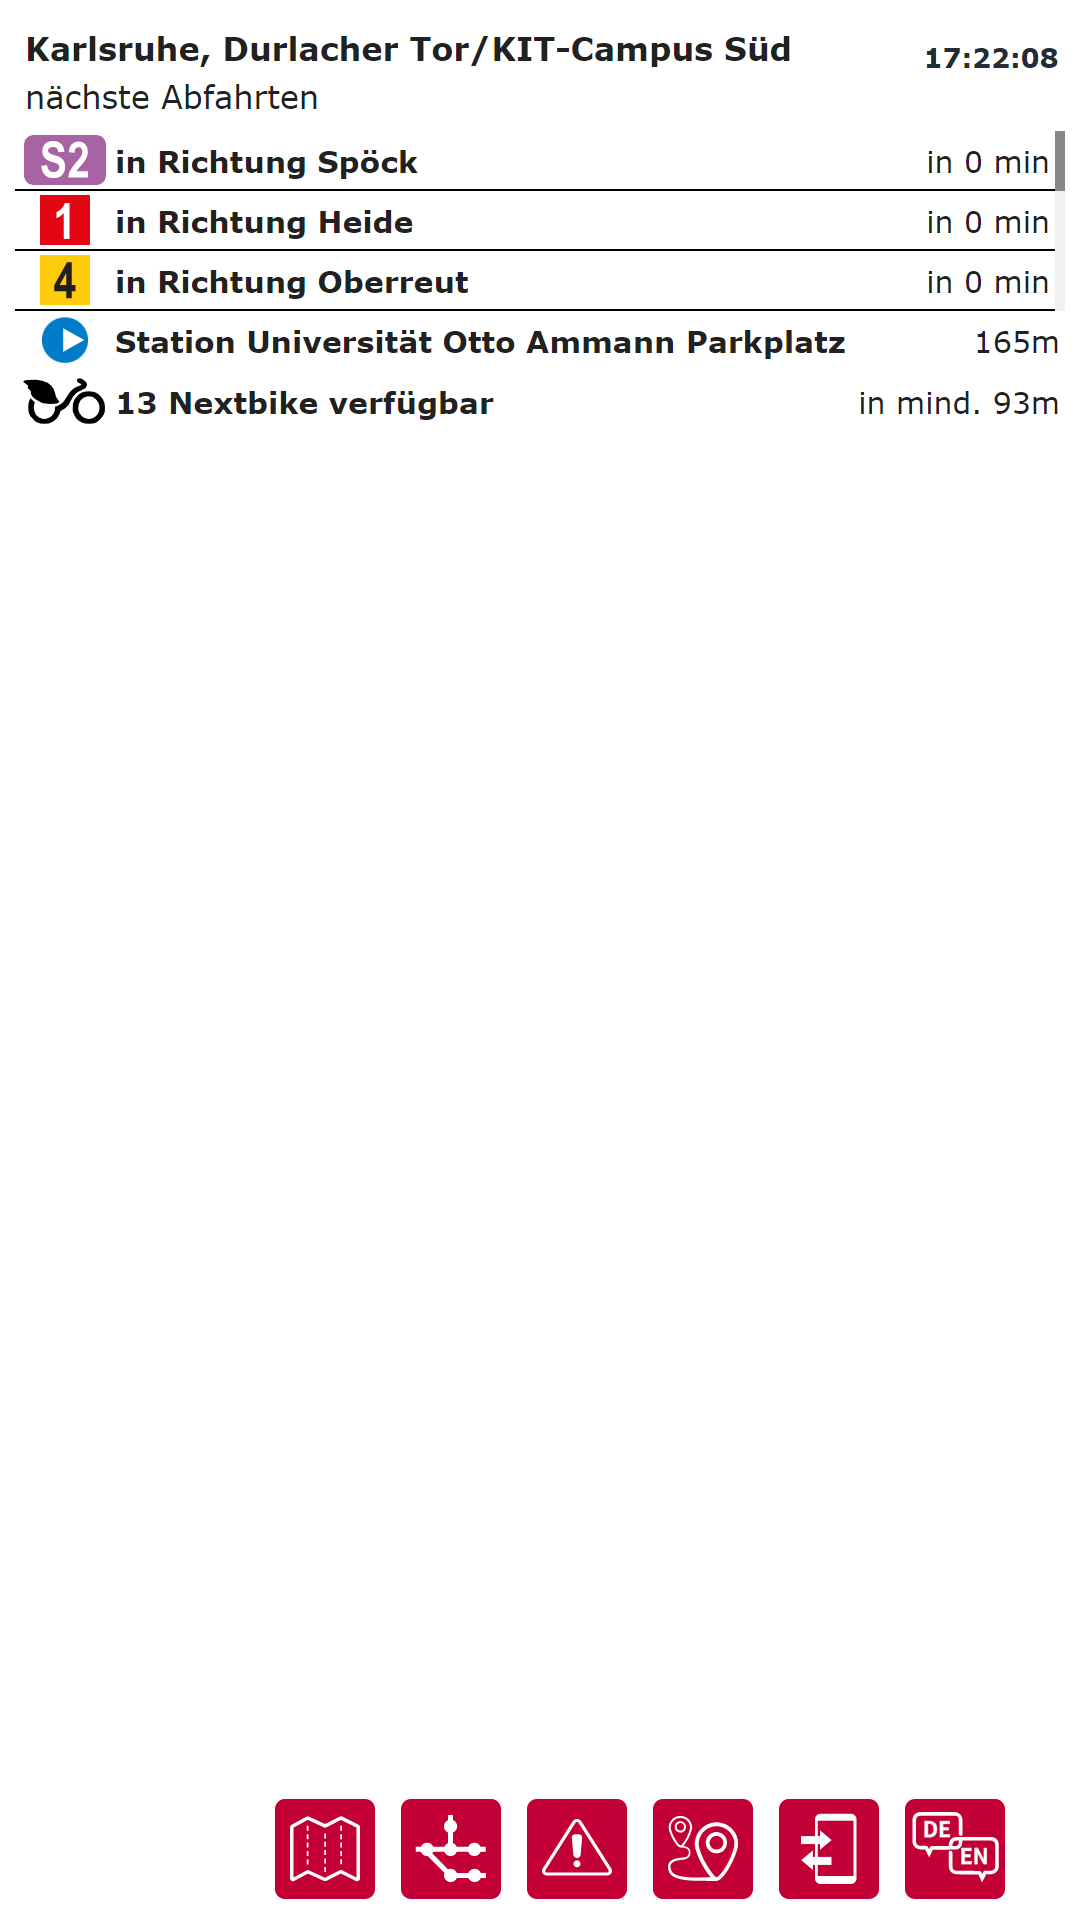 Karlsruhe, Durlacher Tor/KIT-Campus Süd 17:22:08
nächste Abfahrten
S2 in Richtung Spöck in 0 min
1 in Richtung Heide in 0 min
4 in Richtung Oberreut in 0 min
Station Universität Otto Ammann Parkplatz 165m
13 Nextbike verfügbar in mind. 93m
DE
EN